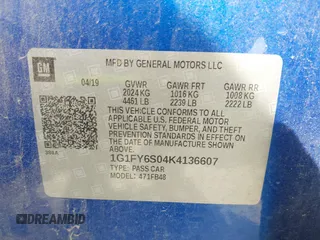 GM
MFD BY GENERAL MOTORS LLC
04/19
GVWR GAWR FRT GAWR RR
2024 KG 1016 KG 1008 KG
4461 LB 2239 LB 2222 LB
THIS VEHICLE CONFORMS TO ALL
APPLICABLE U.S. FEDERAL MOTOR
VEHICLE SAFETY, BUMPER, AND THEFT
PREVENTION STANDARDS IN EFFECT ON
THE DATE OF MANUFACTURE SHOWN
ABOVE.
1G1FY6S04K4136607
TYPE: PASS CAR
471FB48
DREAMBID